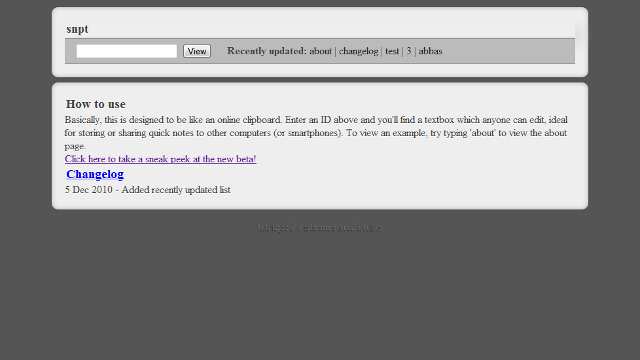 snpt
View Recently updated: about | changelog | test | 3 | abbas
How to use
Basically, this is designed to be like an online clipboard. Enter an ID above and you'll find a textbox which anyone can edit, ideal
for storing or sharing quick notes to other computers (or smartphones). To view an example, try typing 'about' to view the about
page.
Click here to take a sneak peek at the new beta!
Changelog
5 Dec 2010 - Added recently updated list